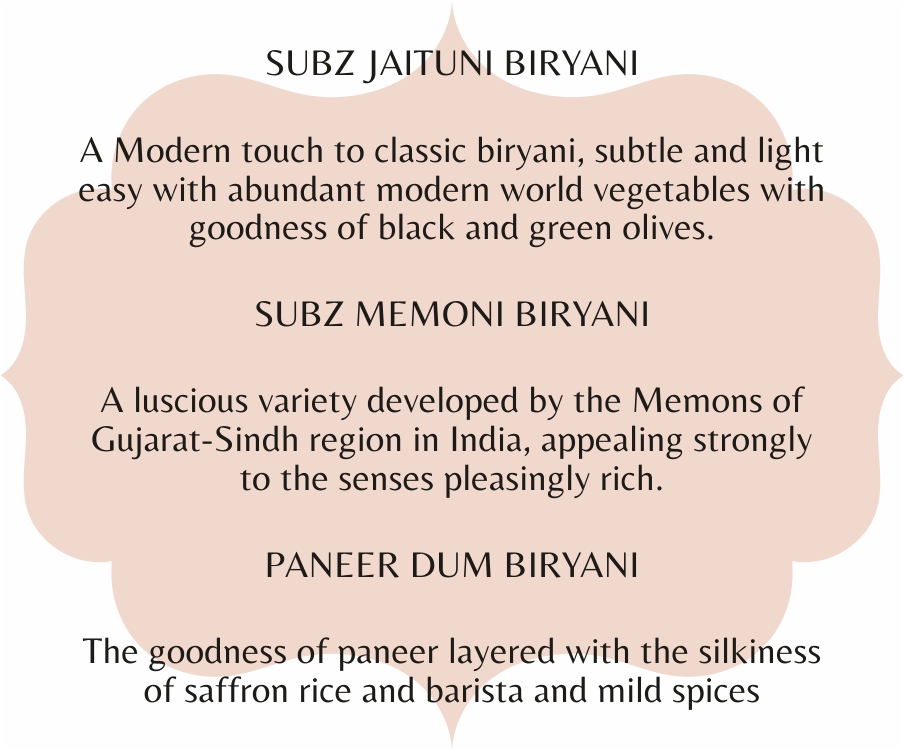 SUBZ JAITUNI BIRYANI
A Modern touch to classic biryani, subtle and light
easy with abundant modern world vegetables with
goodness of black and green olives.
SUBZ MEMONI BIRYANI
A luscious variety developed by the Memons of
Gujarat-Sindh region in India, appealing strongly
to the senses pleasingly rich.
PANEER DUM BIRYANI
The goodness of paneer layered with the silkiness
of saffron rice and barista and mild spices